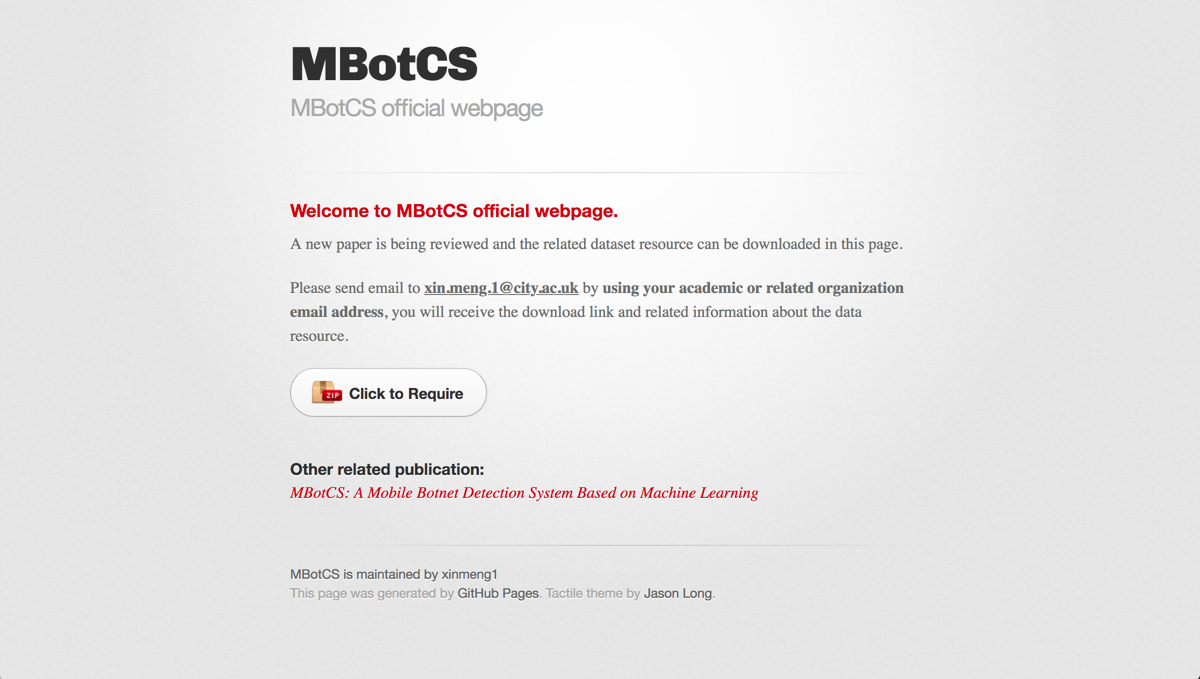 MBotCS
MBotCS official webpage
Welcome to MBotCS official webpage.
A new paper is being reviewed and the related dataset resource can be downloaded in this page.
Please send email to xin.meng.1@city.ac.uk by using your academic or related organization
email address, you will receive the download link and related information about the data
resource.
ZIP Click to Require
Other related publication:
MBotCS: A Mobile Botnet Detection System Based on Machine Learning
MBotCS is maintained by xinmeng1
This page was generated by GitHub Pages. Tactile theme by Jason Long.